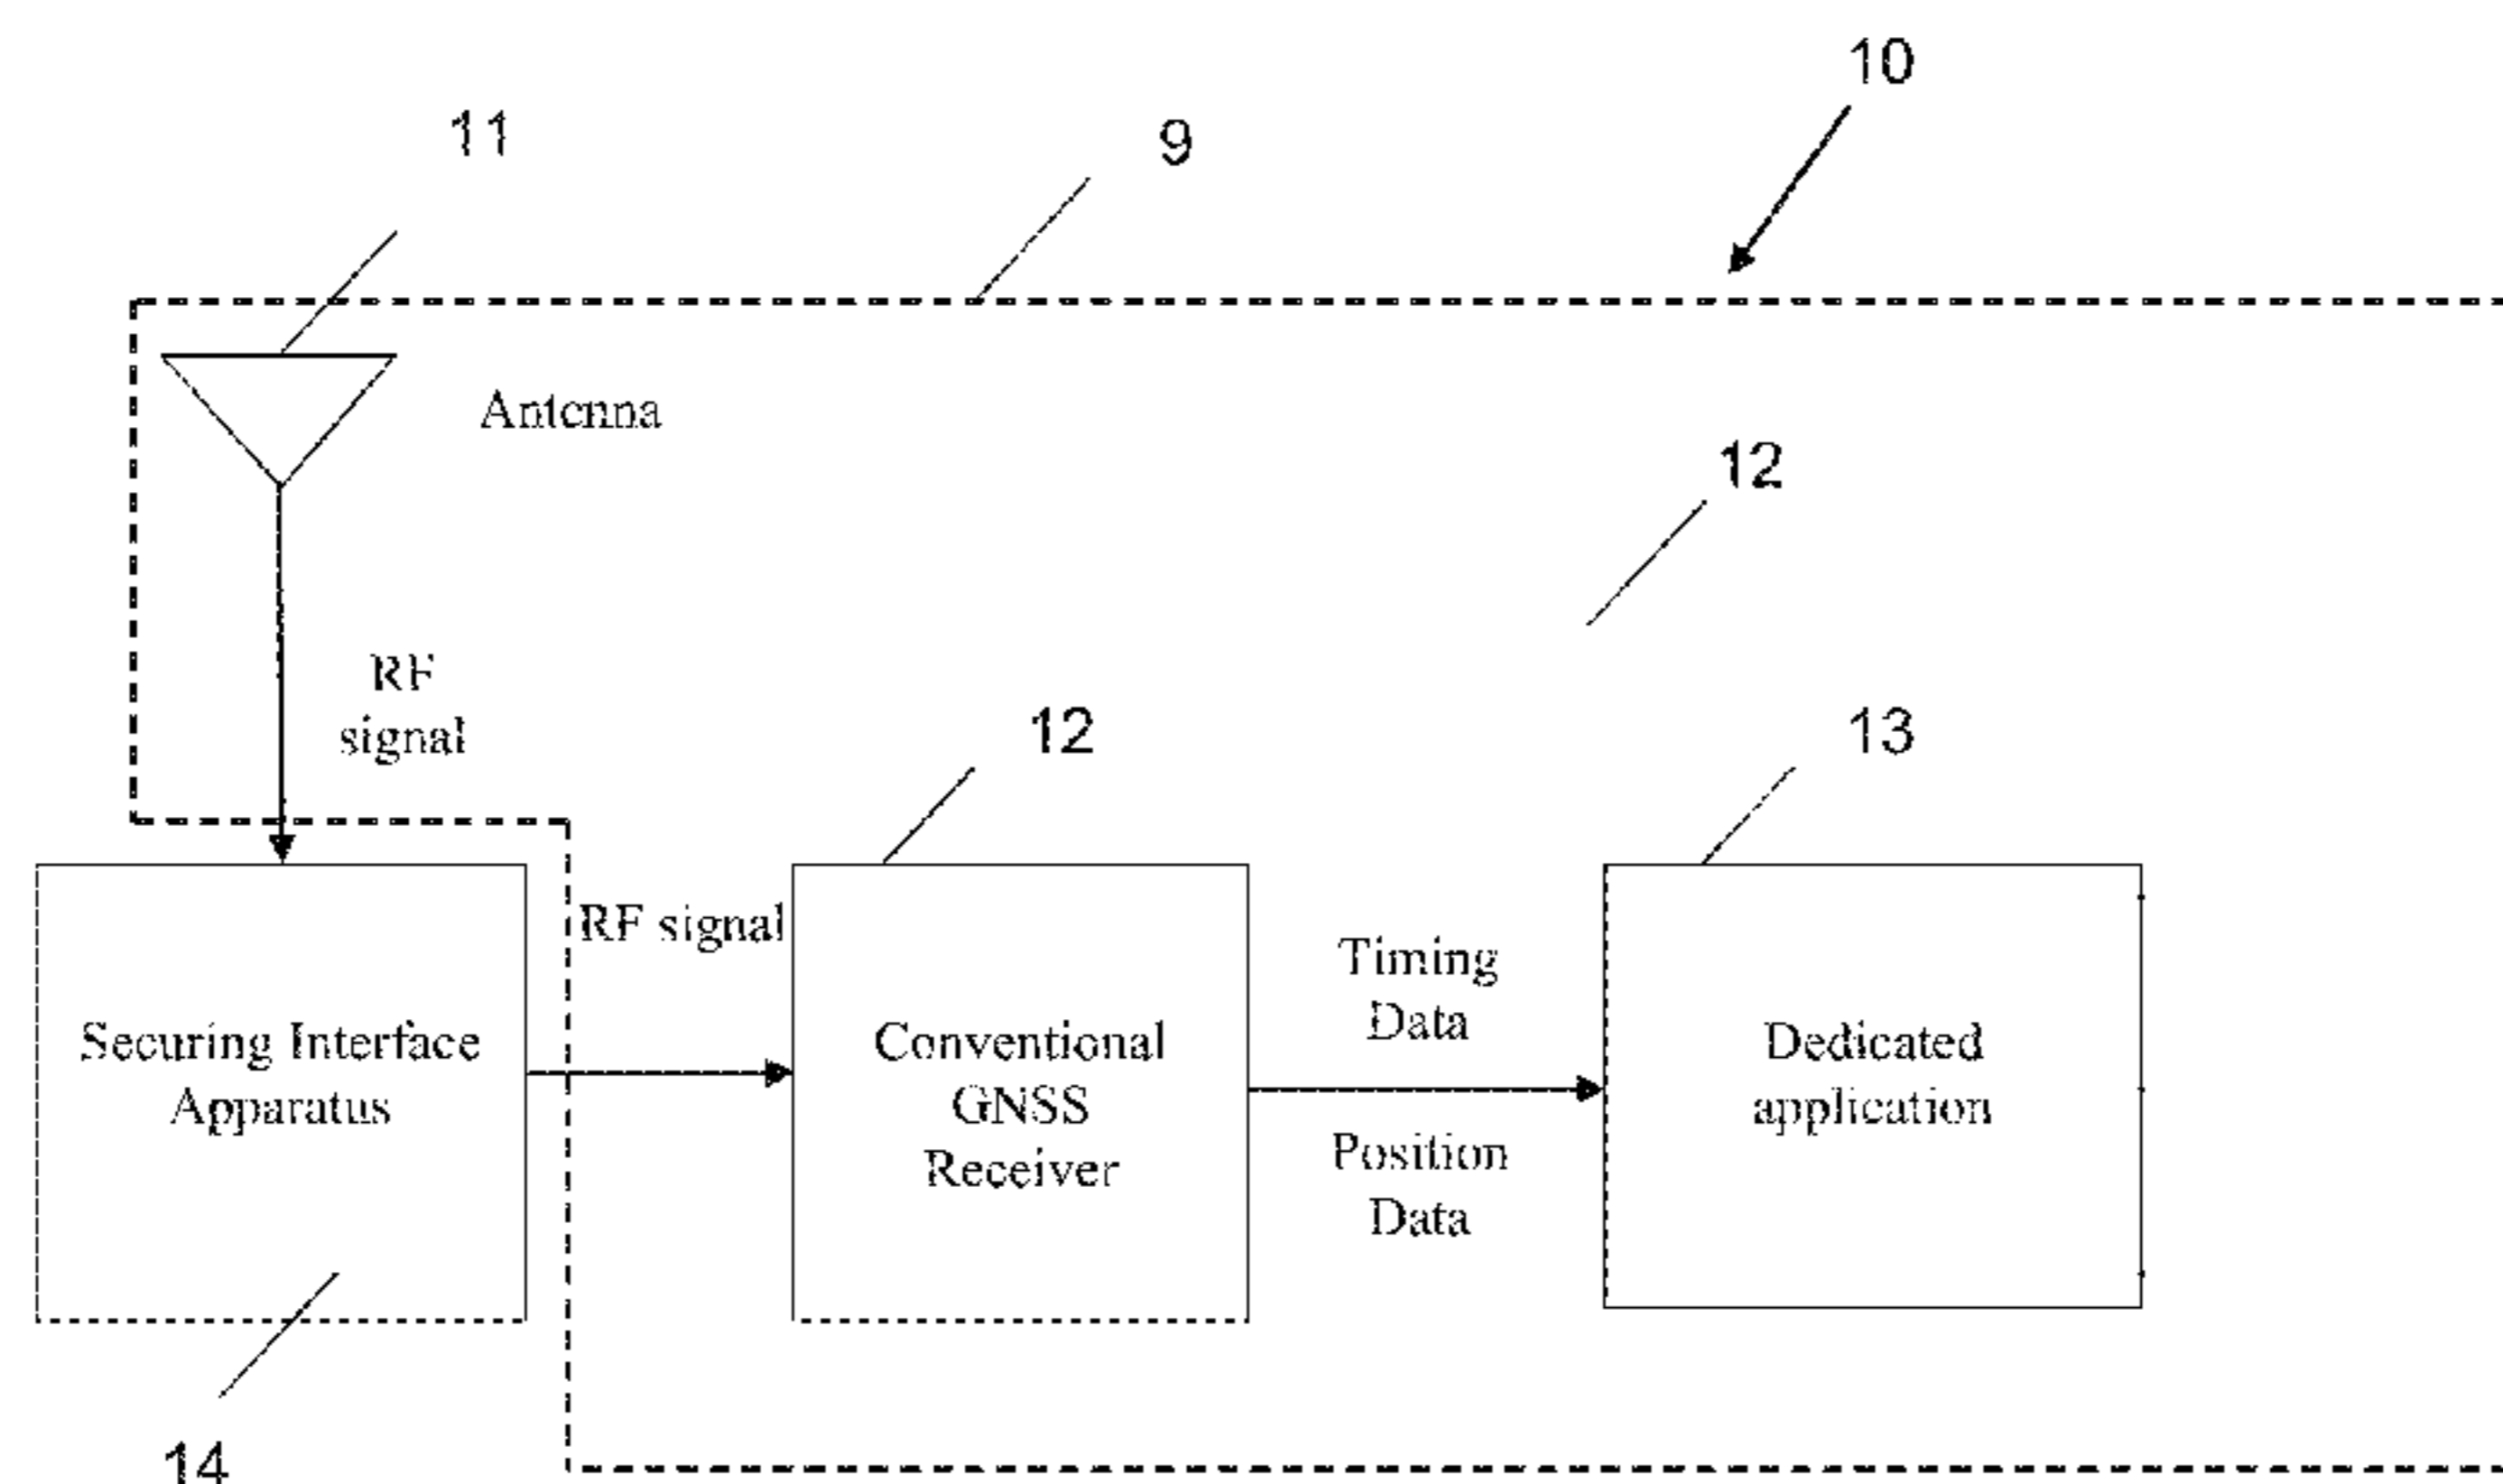 10
11
9
Antenna
12
RF
signal
12
13
RF signal
Timing
Data
Securing Interface
Apparatus
Conventional
GNSS
Receiver
Dedicated
application
Position
Data
14